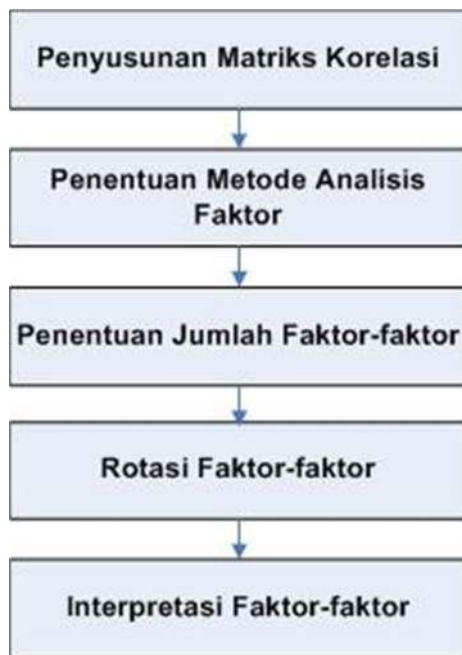 Penyusunan Matriks Korelasi
Penentuan Metode Analisis
Faktor
Penentuan Jumlah Faktor-faktor
Rotasi Faktor-faktor
Interpretasi Faktor-faktor